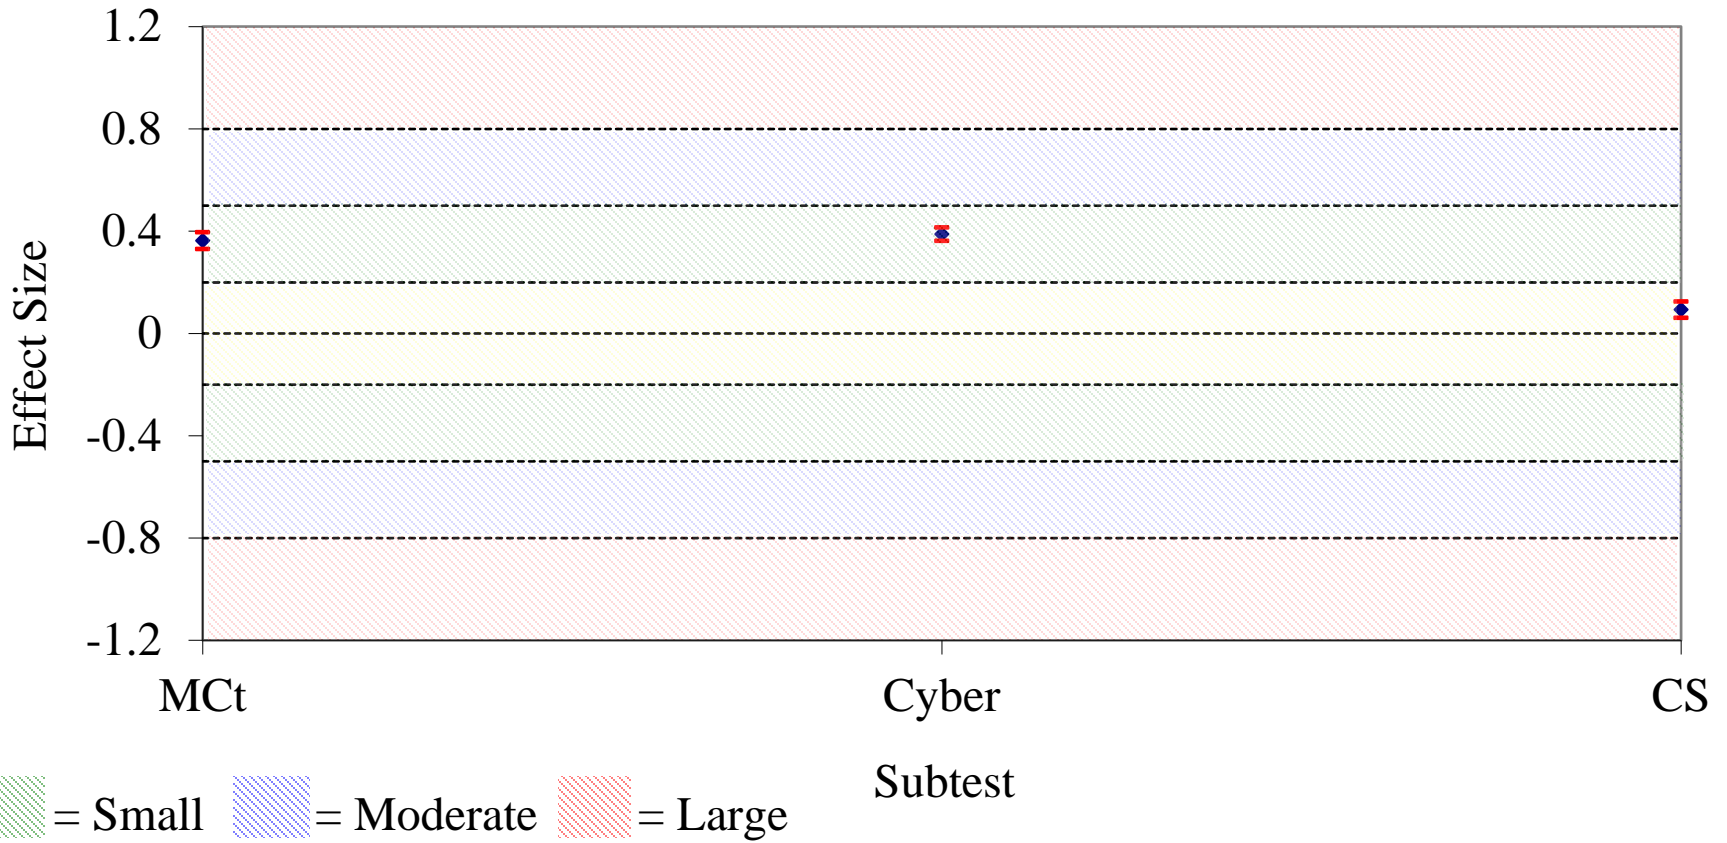 1.2
0.8
0.4
0
-0.4
-0.8
-1.2
Effect Size
MCt Cyber CS
Subtest
= Small = Moderate = Large